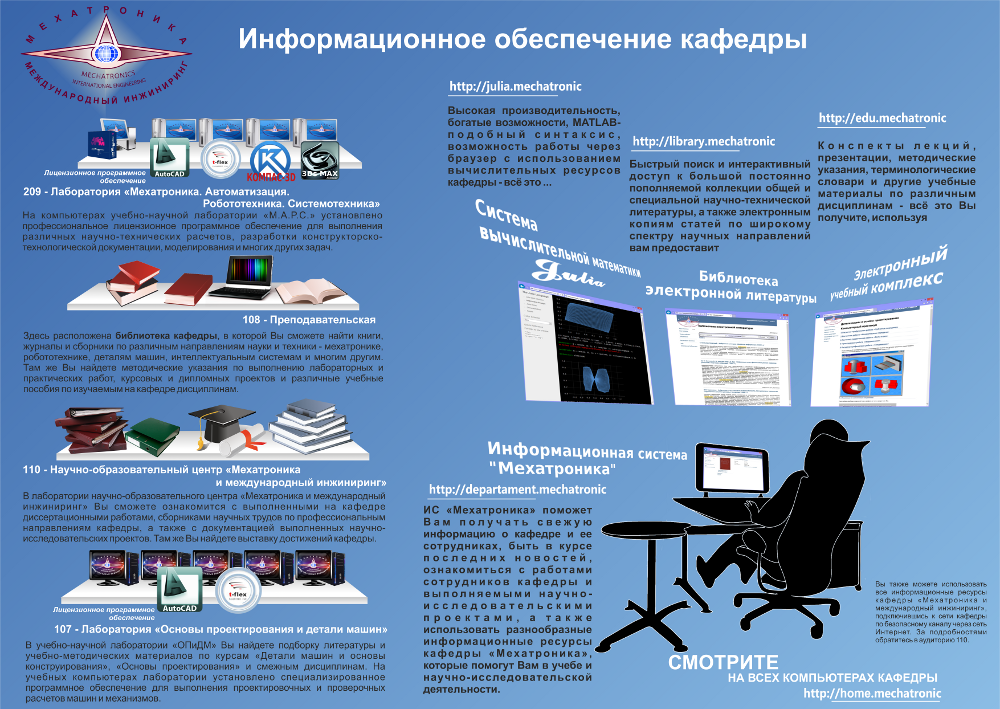 МЕХАТРОНИКА
MECHATRONICS
INTERNATIONAL ENGINEERING
МЕЖДУНАРОДНЫЙ ИНЖИНИРИНГ
Информационное обеспечение кафедры
AutoCAD
t-flex
КОМПАС 3D
3DS MAX
Лицензионное программное
обеспечение
209 - Лаборатория «Мехатроника. Автоматизация.
Робототехника. Системотехника»
На компьютерах учебно-научной лаборатории «М.А.Р.С.» установлено
профессиональное лицензионное программное обеспечение для выполнения
различных научно-технических расчетов, разработки конструкторско-
технологической документации, моделирования и многих других задач.
108 - Преподавательская
Здесь расположена библиотека кафедры, в которой Вы сможете найти книги,
журналы и сборники по различным направлениям науки и техники - мехатронике,
робототехнике, деталям машин, интеллектуальным системам и многим другим.
Там же Вы найдете методические указания по выполнению лабораторных и
практических работ, курсовых и дипломных проектов и различные учебные
пособия по изучаемым на кафедре дисциплинам.
110 - Научно-образовательный центр «Мехатроника
и международный инжиниринг»
В лаборатории научно-образовательного центра «Мехатроника и международный
инжиниринг» Вы сможете ознакомится с выполненными на кафедре
диссертационными работами, сборниками научных трудов по профессиональным
направлениям кафедры, а также с документацией выполненных научно-
исследовательских проектов. Там же Вы найдете выставку достижений кафедры.
AutoCAD
t-flex
Лицензионное программное
обеспечение
107 - Лаборатория «Основы проектирования и детали машин»
В учебно-научной лаборатории «ОПиДМ» Вы найдете подборку литературы и
учебно-методических материалов по курсам «Детали машин и основы
конструирования», «Основы проектирования» и смежным дисциплинам. На
учебных компьютерах лаборатории установлено специализированное
программное обеспечение для выполнения проектировочных и проверочных
расчетов машин и механизмов.
http://julia.mechatronic
Высокая производительность,
богатые возможности, MATLAB-
подобный синтаксис,
возможность работы через
браузер с использованием
вычислительных ресурсов
кафедры - всё это ...
Система
вычислительной математики
Julia
http://library.mechatronic
Быстрый поиск и интерактивный
доступ к большой постоянно
пополняемой коллекции общей и
специальной научно-технической
литературы, а также электронным
копиям статей по широкому
спектру научных направлений
вам предоставит
Библиотека
электронной литературы
http://edu.mechatronic
Конспекты лекций,
презентации, методические
указания, терминологические
словари и другие учебные
материалы по различным
дисциплинам - всё это Вы
получите, используя
Электронный
учебный комплекс
Информационная система
"Мехатроника"
http://departament.mechatronic
ИС «Мехатроника» поможет
Вам получать свежую
информацию о кафедре и ее
сотрудниках, быть в курсе
последних новостей,
ознакомиться с работами
сотрудников кафедры и
выполняемыми научно-
исследовательскими
проектами, а также
использовать разнообразные
информационные ресурсы
кафедры «Мехатроника»,
которые помогут Вам в учебе и
научно-исследовательской
деятельности.
Вы также можете использовать
все информационные ресурсы
кафедры «Мехатроника и
международный инжиниринг»,
подключившись к сети кафедры
по безопасному каналу через сеть
Интернет. За подробностями
обратитесь в аудиторию 110.
СМОТРИТЕ
НА ВСЕХ КОМПЬЮТЕРАХ КАФЕДРЫ
http://home.mechatronic